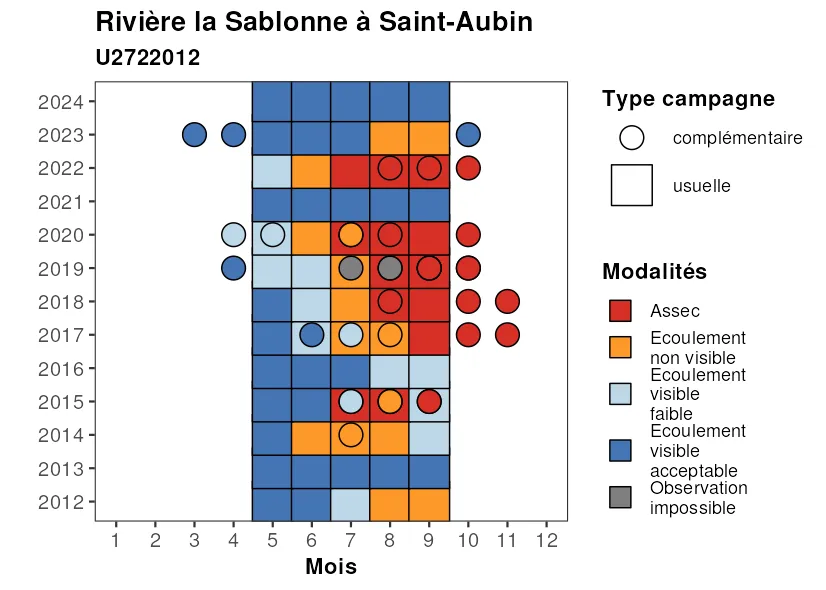 Rivière la Sablonne à Saint-Aubin
U2722012
2024
2023
2022
2021
2020
2019
2018
2017
2016
2015
2014
2013
2012
1 2 3 4 5 6 7 8 9 10 11 12
Mois
Type campagne
complémentaire
usuelle
Modalités
Assec
Ecoulement
non visible
Ecoulement
visible
faible
Ecoulement
visible
acceptable
Observation
impossible